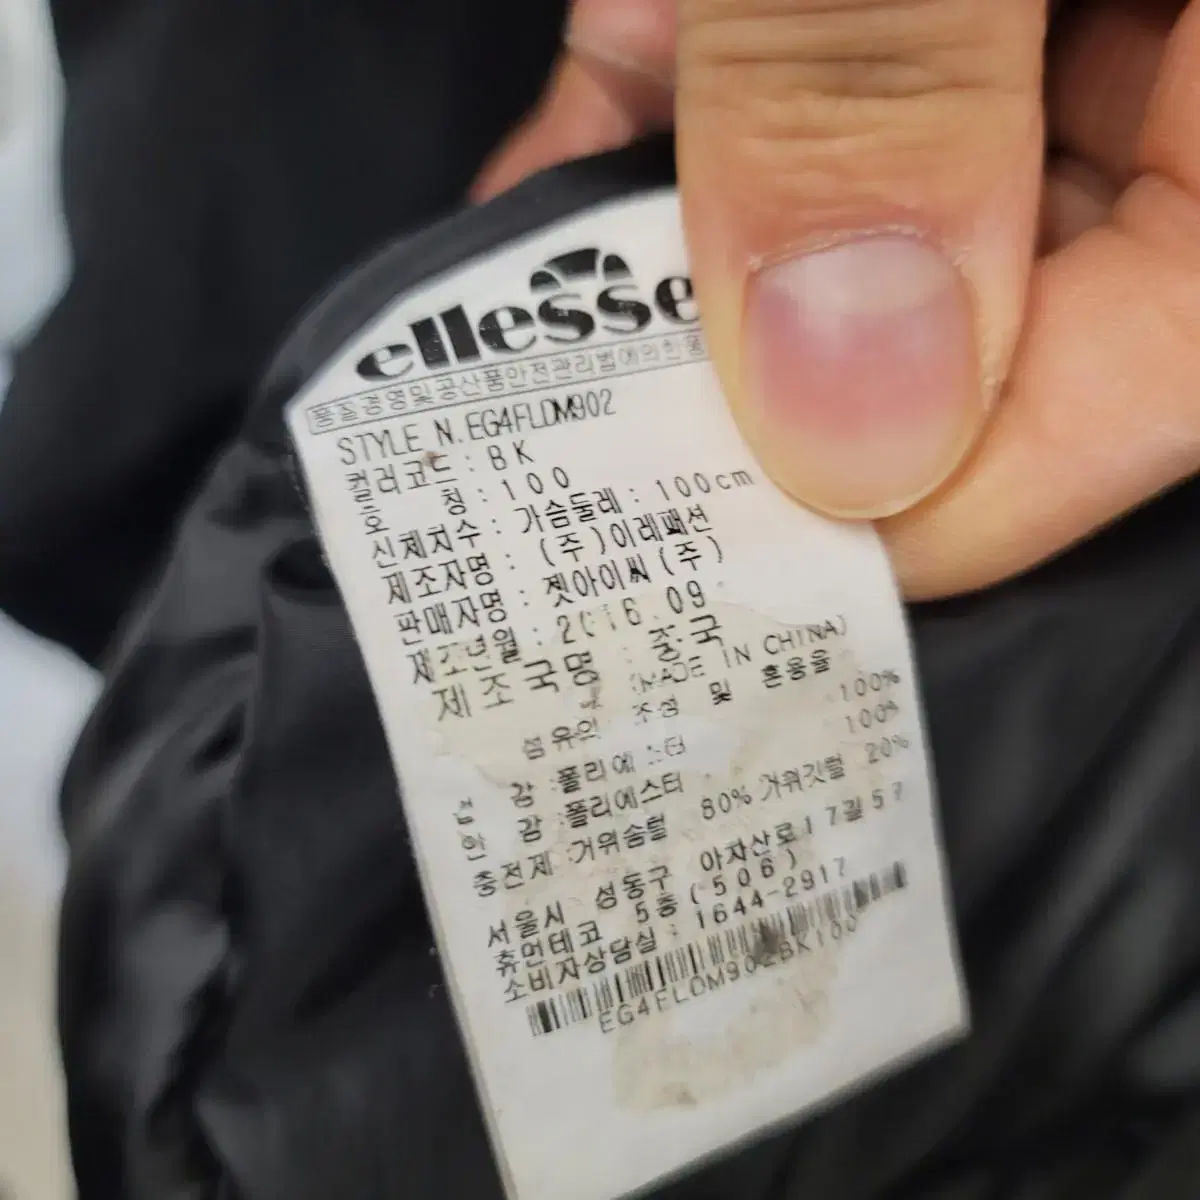 ellesse
품질경영및공산품안전관리법에의한품
STYLE N.EG4FLDM902
컬러코드 : BK
호 칭 : 100
신체치수 : 가슴둘레 : 100cm
제조자명 : (주)이레패션
판매자명 : 젯아이씨(주)
제조년월 : 2016.09
제조국명 : 중국
(MADE IN CHINA)
섬유의 조성 및 혼용율
겉 감 :폴리에스터 100%
안 감 :폴리에스터 100%
충전제 :거위솜털 80% 거위깃털 20%
서울시 성동구 아차산로17길 57
휴먼테코 5층(506)
소비자상담실 : 1644-2917
EG4FLDM902BK100